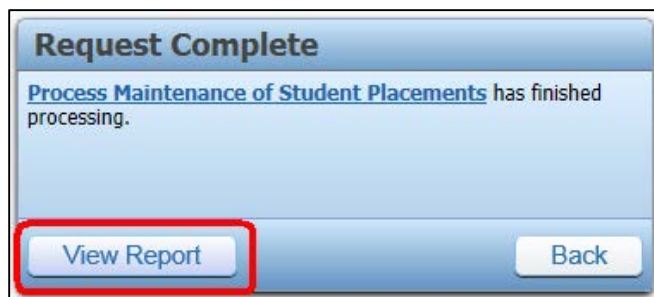 Request Complete
Process Maintenance of Student Placements has finished
processing.
View Report
Back